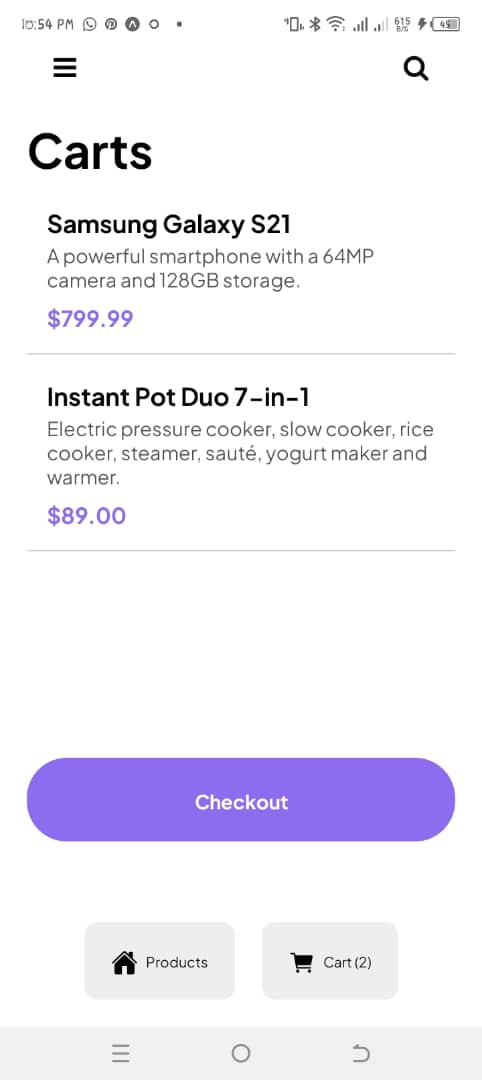 10:54 PM
615
B/S
45
Carts
Samsung Galaxy S21
A powerful smartphone with a 64MP
camera and 128GB storage.
$799.99
Instant Pot Duo 7-in-1
Electric pressure cooker, slow cooker, rice
cooker, steamer, sauté, yogurt maker and
warmer.
$89.00
Checkout
Products
Cart (2)